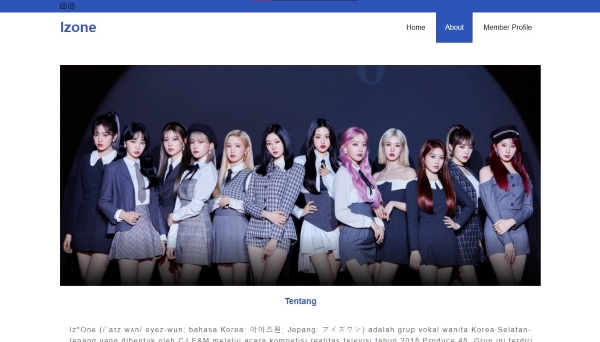 Izone
Home
About
Member Profile
Tentang
Iz*One (/ˈaɪz wʌn/ eyez-wun; bahasa Korea: 아이즈원; Jepang: アイズワン) adalah grup vokal wanita Korea Selatan-
Jepang yang dibentuk oleh CJ E&M melalui acara kompetisi realitas televisi tahun 2018 Produce 48. Grup ini terdiri